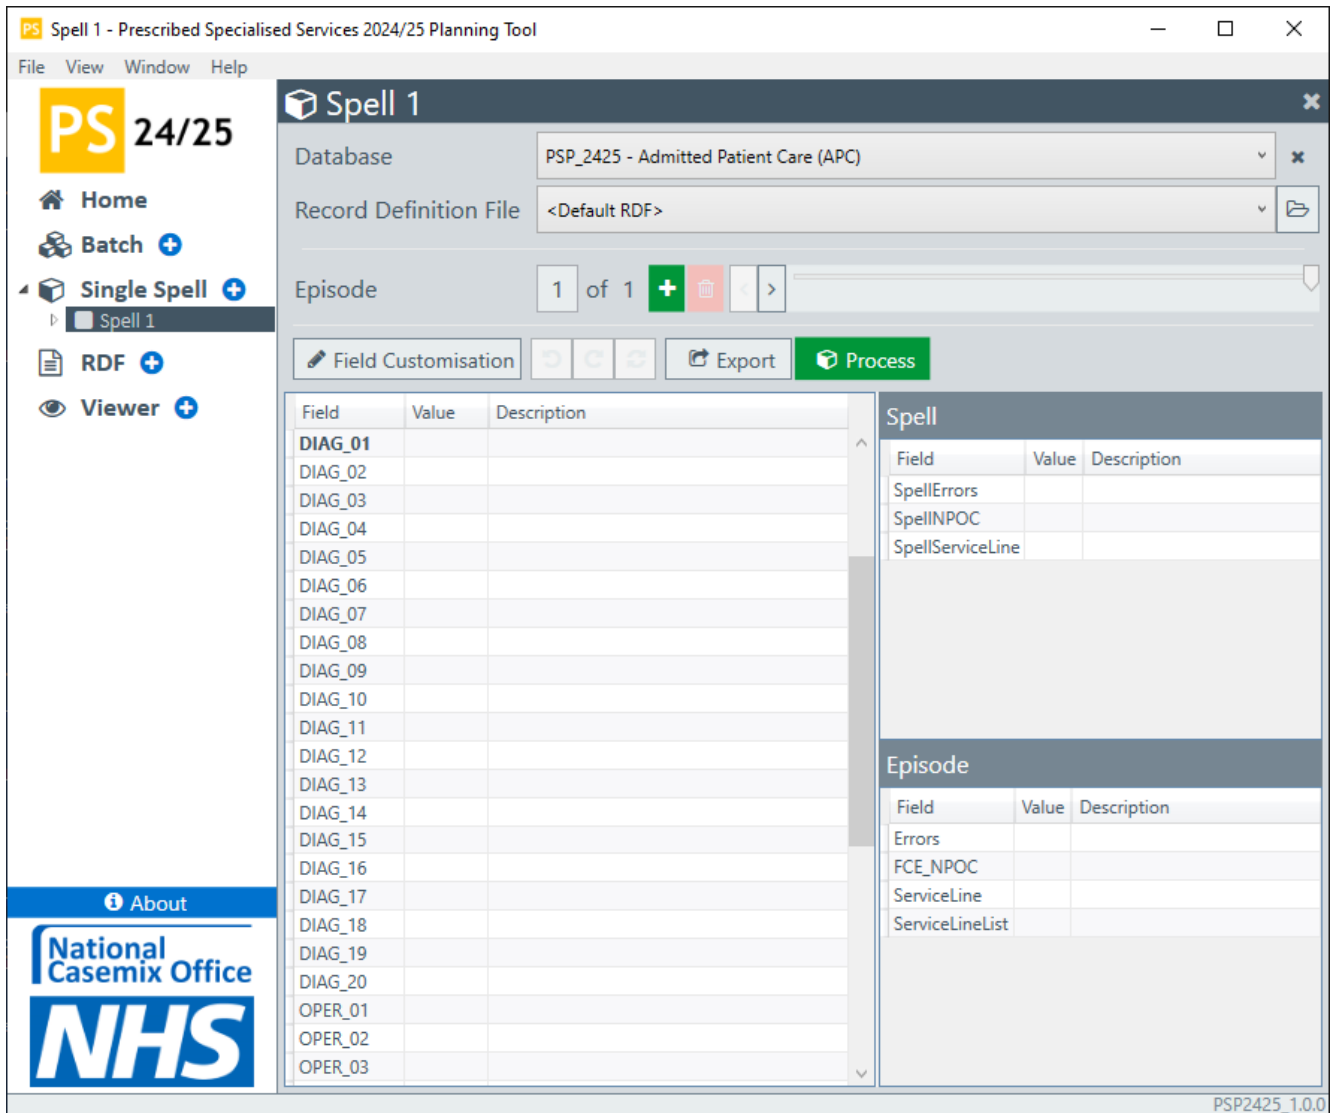 PS Spell 1 - Prescribed Specialised Services 2024/25 Planning Tool
File View Window Help
PS 24/25
Home
Batch
Single Spell
Spell 1
RDF
Viewer
About
National
Casemix Office
NHS
Spell 1
Database PSP_2425 - Admitted Patient Care (APC)
Record Definition File <Default RDF>
Episode 1 of 1
Field Customisation Export Process
Field Value Description
DIAG_01
DIAG_02
DIAG_03
DIAG_04
DIAG_05
DIAG_06
DIAG_07
DIAG_08
DIAG_09
DIAG_10
DIAG_11
DIAG_12
DIAG_13
DIAG_14
DIAG_15
DIAG_16
DIAG_17
DIAG_18
DIAG_19
DIAG_20
OPER_01
OPER_02
OPER_03
Spell
Field Value Description
SpellErrors
SpellNPOC
SpellServiceLine
Episode
Field Value Description
Errors
FCE_NPOC
ServiceLine
ServiceLineList
PSP2425_1.0.0